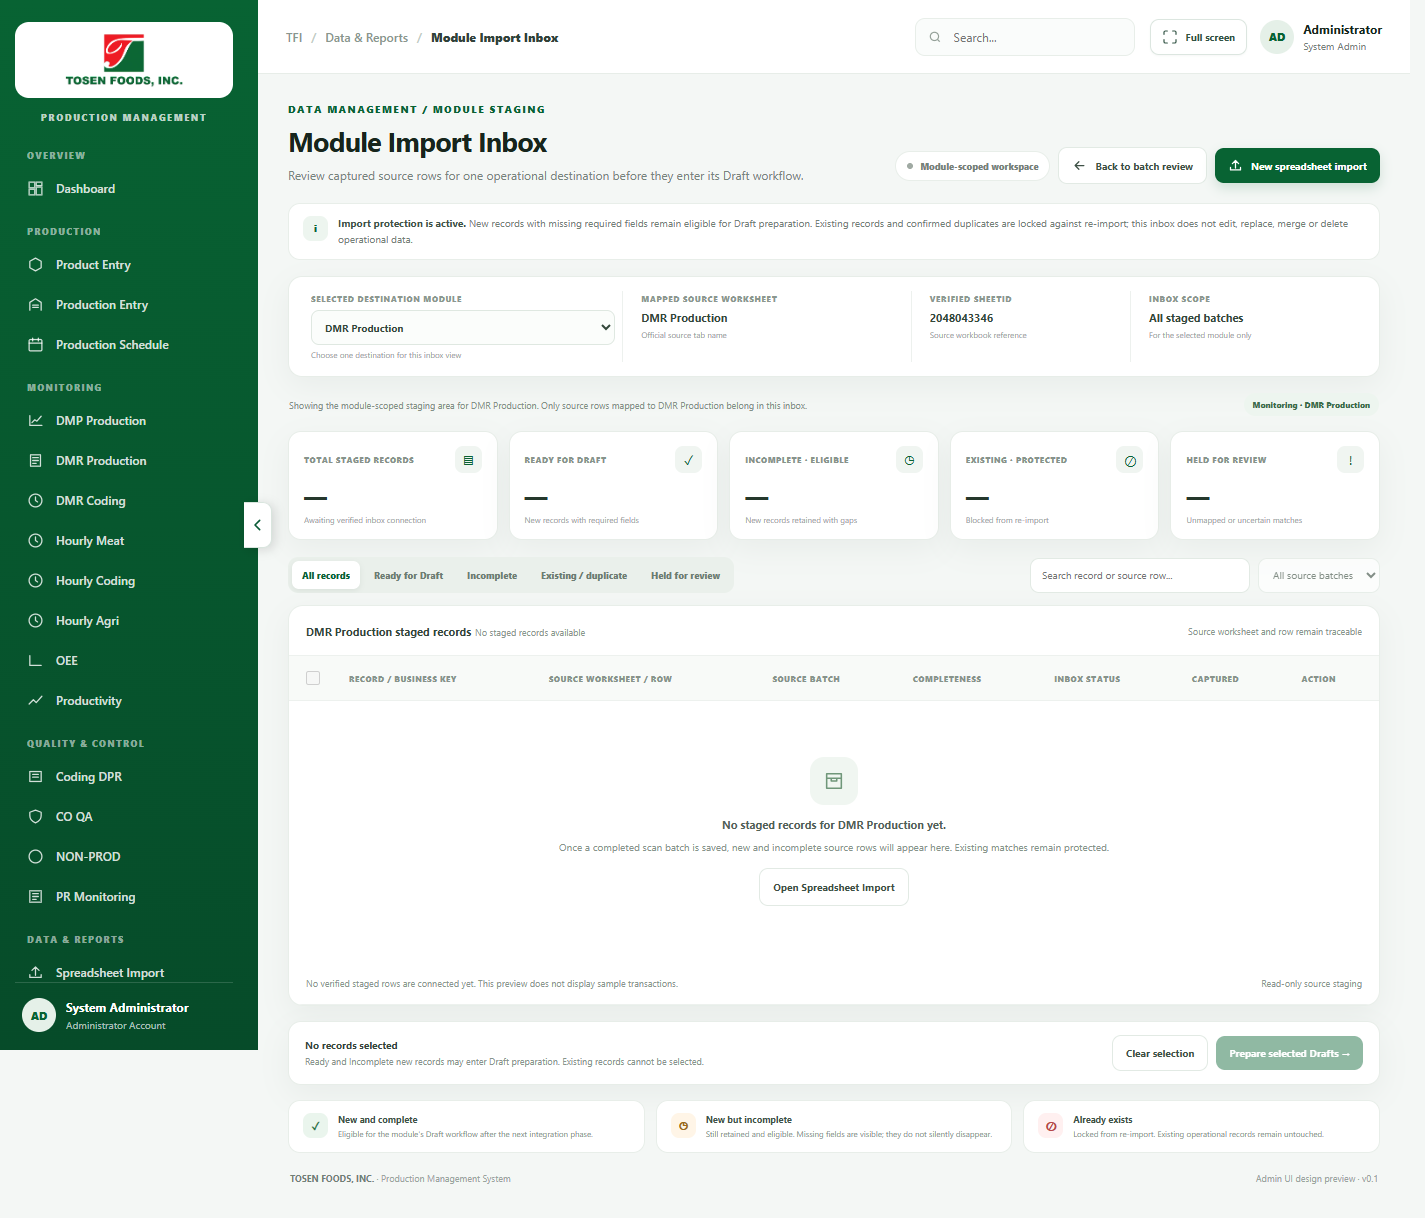 TOSEN FOODS, INC.
PRODUCTION MANAGEMENT
OVERVIEW
Dashboard
PRODUCTION
Product Entry
Production Entry
Production Schedule
MONITORING
DMP Production
DMR Production
DMR Coding
Hourly Meat
Hourly Coding
Hourly Agri
OEE
Productivity
QUALITY & CONTROL
Coding DPR
CO QA
NON-PROD
PR Monitoring
DATA & REPORTS
Spreadsheet Import
AD
System Administrator
Administrator Account
TFI / Data & Reports / Module Import Inbox
Search...
Full screen
AD
Administrator
System Admin
DATA MANAGEMENT / MODULE STAGING
Module Import Inbox
Review captured source rows for one operational destination before they enter its Draft workflow.
Module-scoped workspace
← Back to batch review
New spreadsheet import
i
Import protection is active. New records with missing required fields remain eligible for Draft preparation. Existing records and confirmed duplicates are locked against re-import; this inbox does not edit, replace, merge or delete
operational data.
SELECTED DESTINATION MODULE
DMR Production
Choose one destination for this inbox view
MAPPED SOURCE WORKSHEET
DMR Production
Official source tab name
VERIFIED SHEETID
2048043346
Source workbook reference
INBOX SCOPE
All staged batches
For the selected module only
Showing the module-scoped staging area for DMR Production. Only source rows mapped to DMR Production belong in this inbox.
Monitoring · DMR Production
TOTAL STAGED RECORDS
—
Awaiting verified inbox connection
READY FOR DRAFT
✓
—
New records with required fields
INCOMPLETE · ELIGIBLE
—
New records retained with gaps
EXISTING · PROTECTED
—
Blocked from re-import
HELD FOR REVIEW
!
—
Unmapped or uncertain matches
All records
Ready for Draft
Incomplete
Existing / duplicate
Held for review
Search record or source row...
All source batches
DMR Production staged records No staged records available
Source worksheet and row remain traceable
RECORD / BUSINESS KEY
SOURCE WORKSHEET / ROW
SOURCE BATCH
COMPLETENESS
INBOX STATUS
CAPTURED
ACTION
No staged records for DMR Production yet.
Once a completed scan batch is saved, new and incomplete source rows will appear here. Existing matches remain protected.
Open Spreadsheet Import
No verified staged rows are connected yet. This preview does not display sample transactions.
Read-only source staging
No records selected
Ready and Incomplete new records may enter Draft preparation. Existing records cannot be selected.
Clear selection
Prepare selected Drafts →
✓
New and complete
Eligible for the module's Draft workflow after the next integration phase.
New but incomplete
Still retained and eligible. Missing fields are visible; they do not silently disappear.
Already exists
Locked from re-import. Existing operational records remain untouched.
TOSEN FOODS, INC. · Production Management System
Admin UI design preview · v0.1